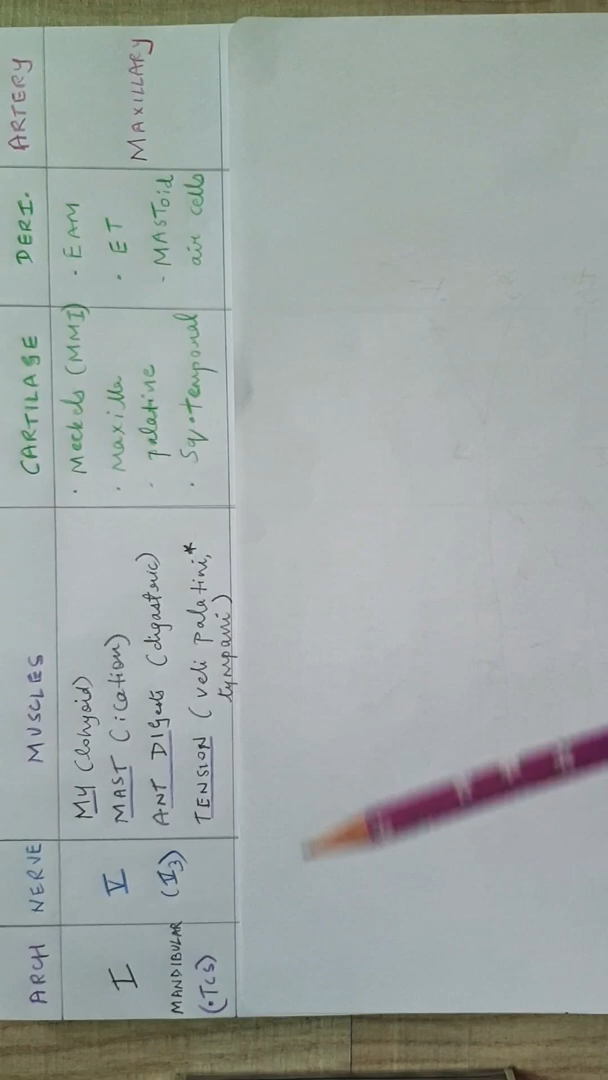 ARCH NERVE MUSCLES CARTILAGE DERI. ARTERY
I
MANDIBULAR
(•TCS)
V
(V3)
MY (lohyoid)
MAST (ication)
ANT DIgests (digastric)
TENSION (veli palatini,*
tympani)
• Meckels (MMI)
• Maxilla
• palatine
• Sq. temporal
• EAM
• ET
• MASToid
air cells
MAXILLARY